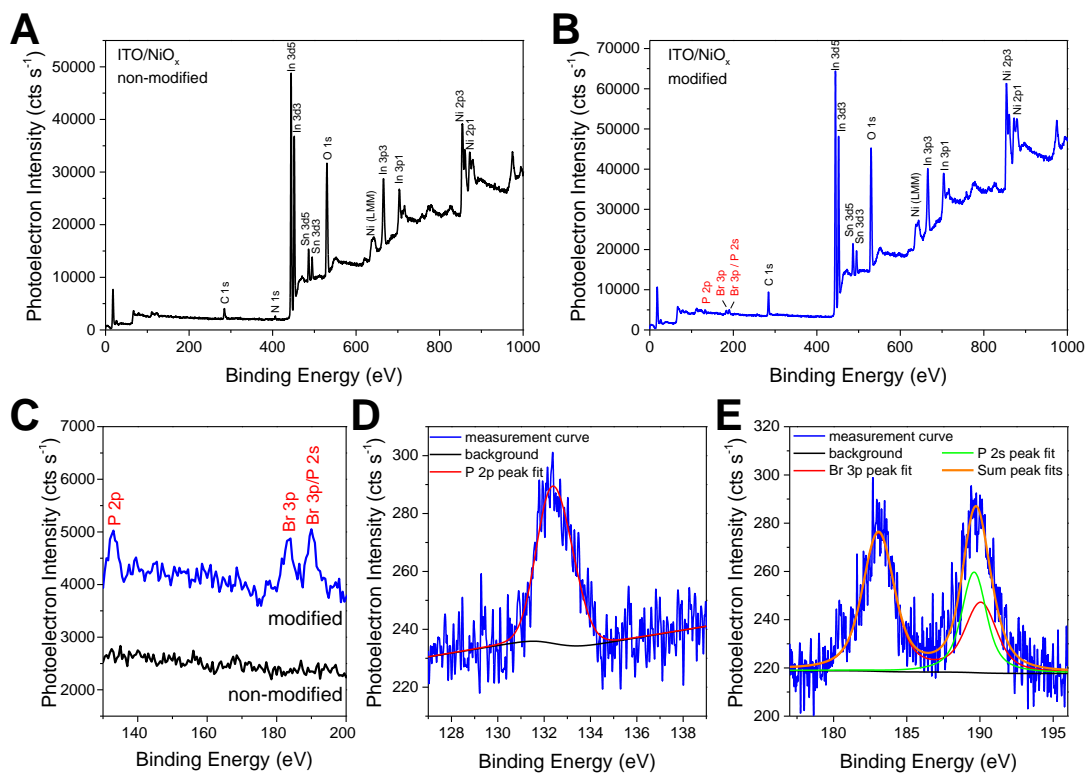 A
ITO/NiOx
non-modified
In 3d5
In 3d3
Sn 3d5
Sn 3d3
O 1s
Ni (LMM)
In 3p3
In 3p1
Ni 2p3
Ni 2p1
C 1s
N 1s
50000
40000
30000
20000
10000
0
0 200 400 600 800 1000
Photoelectron Intensity (cts s⁻¹)
Binding Energy (eV)
B
ITO/NiOx
modified
In 3d5
In 3d3
Sn 3d5
Sn 3d3
O 1s
Ni (LMM)
In 3p3
In 3p1
Ni 2p3
Ni 2p1
P 2p
Br 3p
Br 3p / P 2s
C 1s
70000
60000
50000
40000
30000
20000
10000
0
0 200 400 600 800 1000
Photoelectron Intensity (cts s⁻¹)
Binding Energy (eV)
C
P 2p
Br 3p
Br 3p/P 2s
modified
non-modified
7000
6000
5000
4000
3000
2000
140 160 180 200
Photoelectron Intensity (cts s⁻¹)
Binding Energy (eV)
D
measurement curve
background
P 2p peak fit
300
280
260
240
220
128 130 132 134 136 138
Photoelectron Intensity (cts s⁻¹)
Binding Energy (eV)
E
measurement curve
background
Br 3p peak fit
P 2s peak fit
Sum peak fits
320
300
280
260
240
220
200
180 185 190 195
Photoelectron Intensity (cts s⁻¹)
Binding Energy (eV)